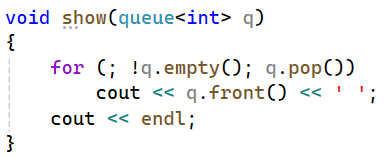 void show(queue<int> q)
{
    for (; !q.empty(); q.pop())
        cout << q.front() << ' ';
    cout << endl;
}